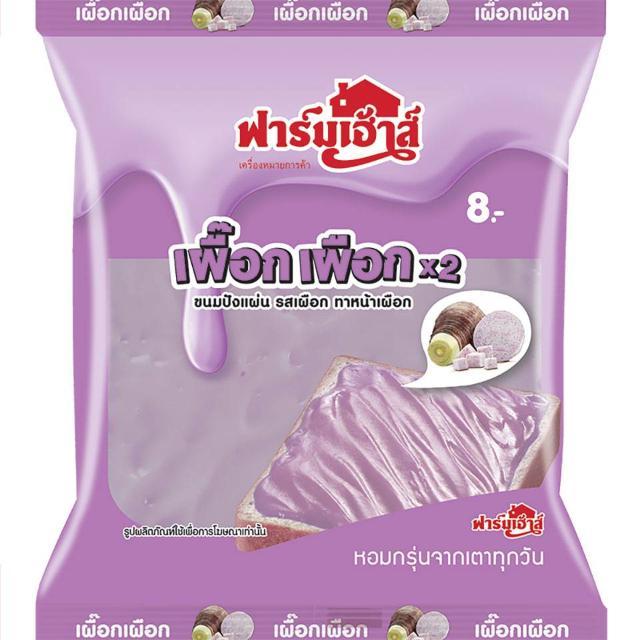 เผื๊อกเผือก เผื๊อกเผือก เผื๊อกเผือก
ฟาร์มเฮ้าส์
เครื่องหมายการค้า
8.-
เผื๊อก เผือก x2
ขนมปังแผ่น รสเผือก ทาหน้าเผือก
ฟาร์มเฮ้าส์
รูปผลิตภัณฑ์ใช้เพื่อการโฆษณาเท่านั้น
หอมกรุ่นจากเตาทุกวัน
เผื๊อกเผือก เผื๊อกเผือก เผื๊อกเผือก